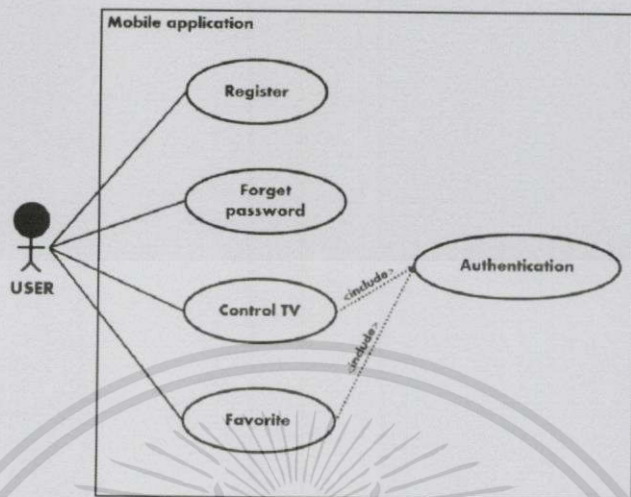 Mobile application
Register
Forget
password
USER
Control TV
<include>
Authentication
<include>
Favorite